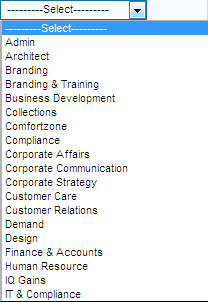 ---------Select---------
---------Select---------
Admin
Architect
Branding
Branding & Training
Business Development
Collections
Comfortzone
Compliance
Corporate Affairs
Corporate Communication
Corporate Strategy
Customer Care
Customer Relations
Demand
Design
Finance & Accounts
Human Resource
IQ Gains
IT & Compliance